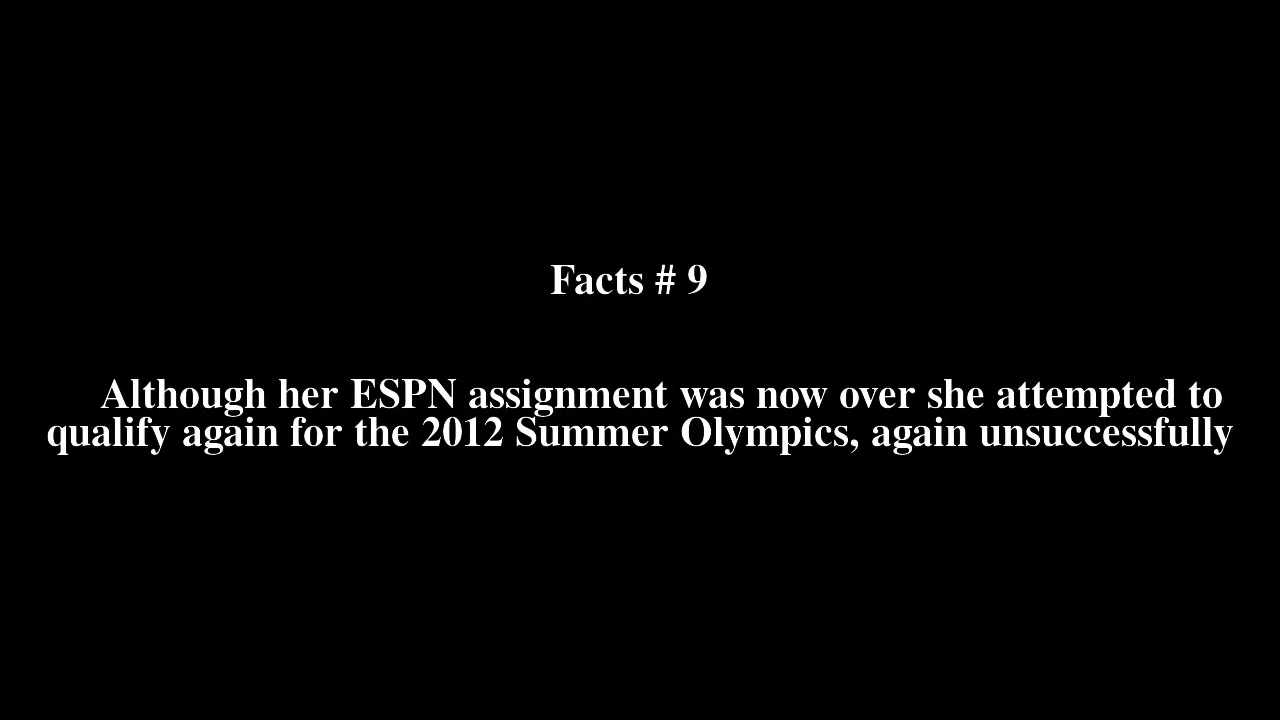 Facts # 9
Although her ESPN assignment was now over she attempted to
qualify again for the 2012 Summer Olympics, again unsuccessfully